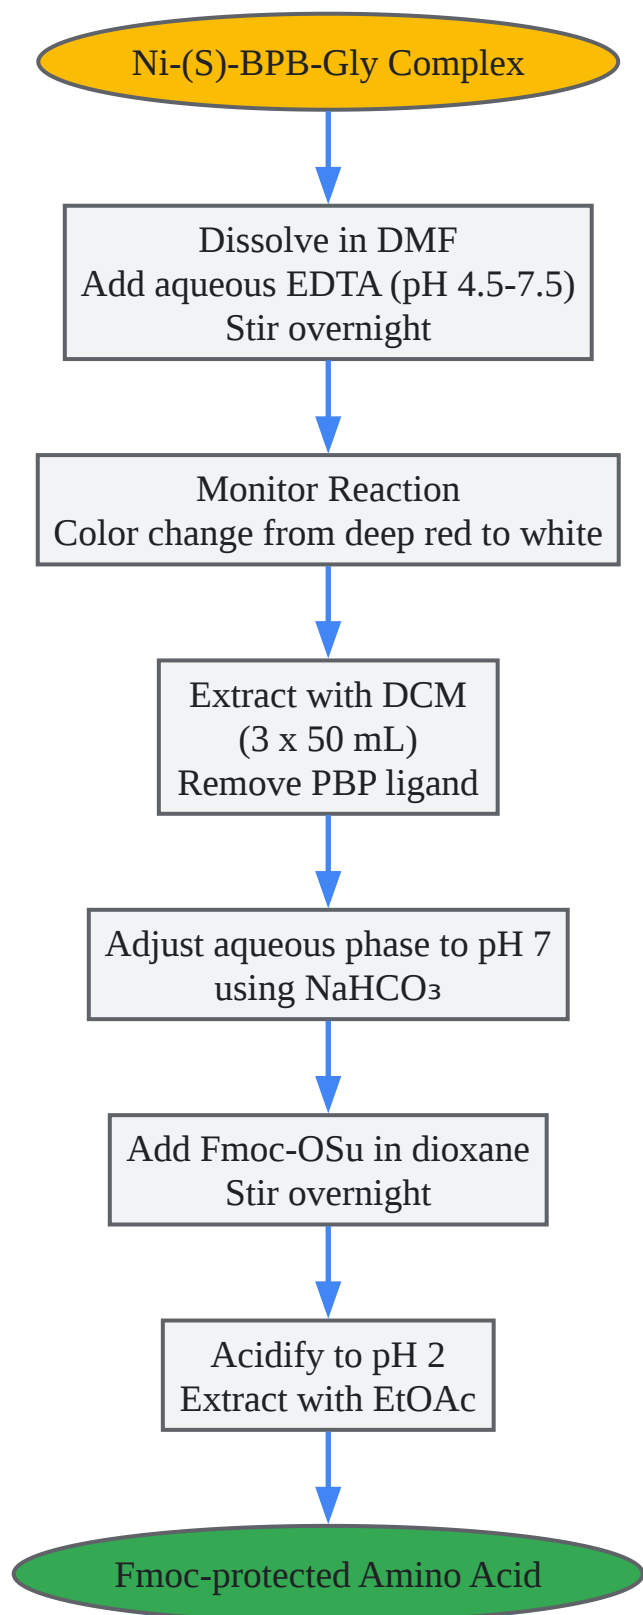 Ni-(S)-BPB-Gly Complex
Dissolve in DMF
Add aqueous EDTA (pH 4.5-7.5)
Stir overnight
Monitor Reaction
Color change from deep red to white
Extract with DCM
(3 x 50 mL)
Remove PBP ligand
Adjust aqueous phase to pH 7
using NaHCO₃
Add Fmoc-OSu in dioxane
Stir overnight
Acidify to pH 2
Extract with EtOAc
Fmoc-protected Amino Acid